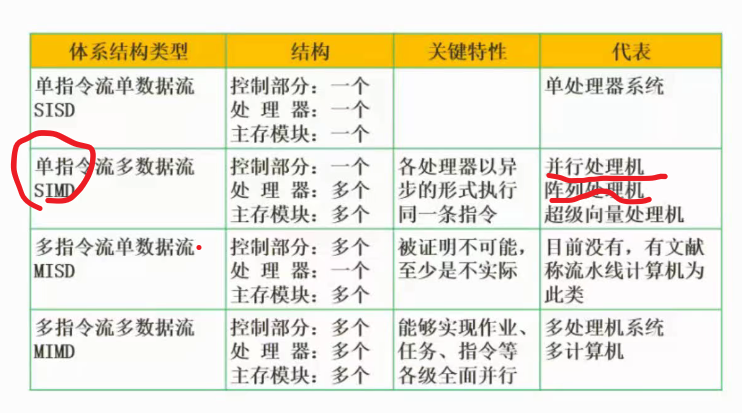 体系结构类型 结构 关键特性 代表
单指令流单数据流 控制部分：一个 单处理器系统
SISD 处 理 器：一个
主存模块：一个
单指令流多数据流 控制部分：一个 各处理器以异 并行处理机
SIMD 处 理 器：多个 步的形式执行 阵列处理机
主存模块：多个 同一条指令 超级向量处理机
多指令流单数据流 控制部分：多个 被证明不可能， 目前没有，有文献
MISD 处 理 器：一个 至少是不实际 称流水线计算机为
主存模块：多个 此类
多指令流多数据流 控制部分：多个 能够实现作业、 多处理机系统
MIMD 处 理 器：多个 任务、指令等 多计算机
主存模块：多个 各级全面并行